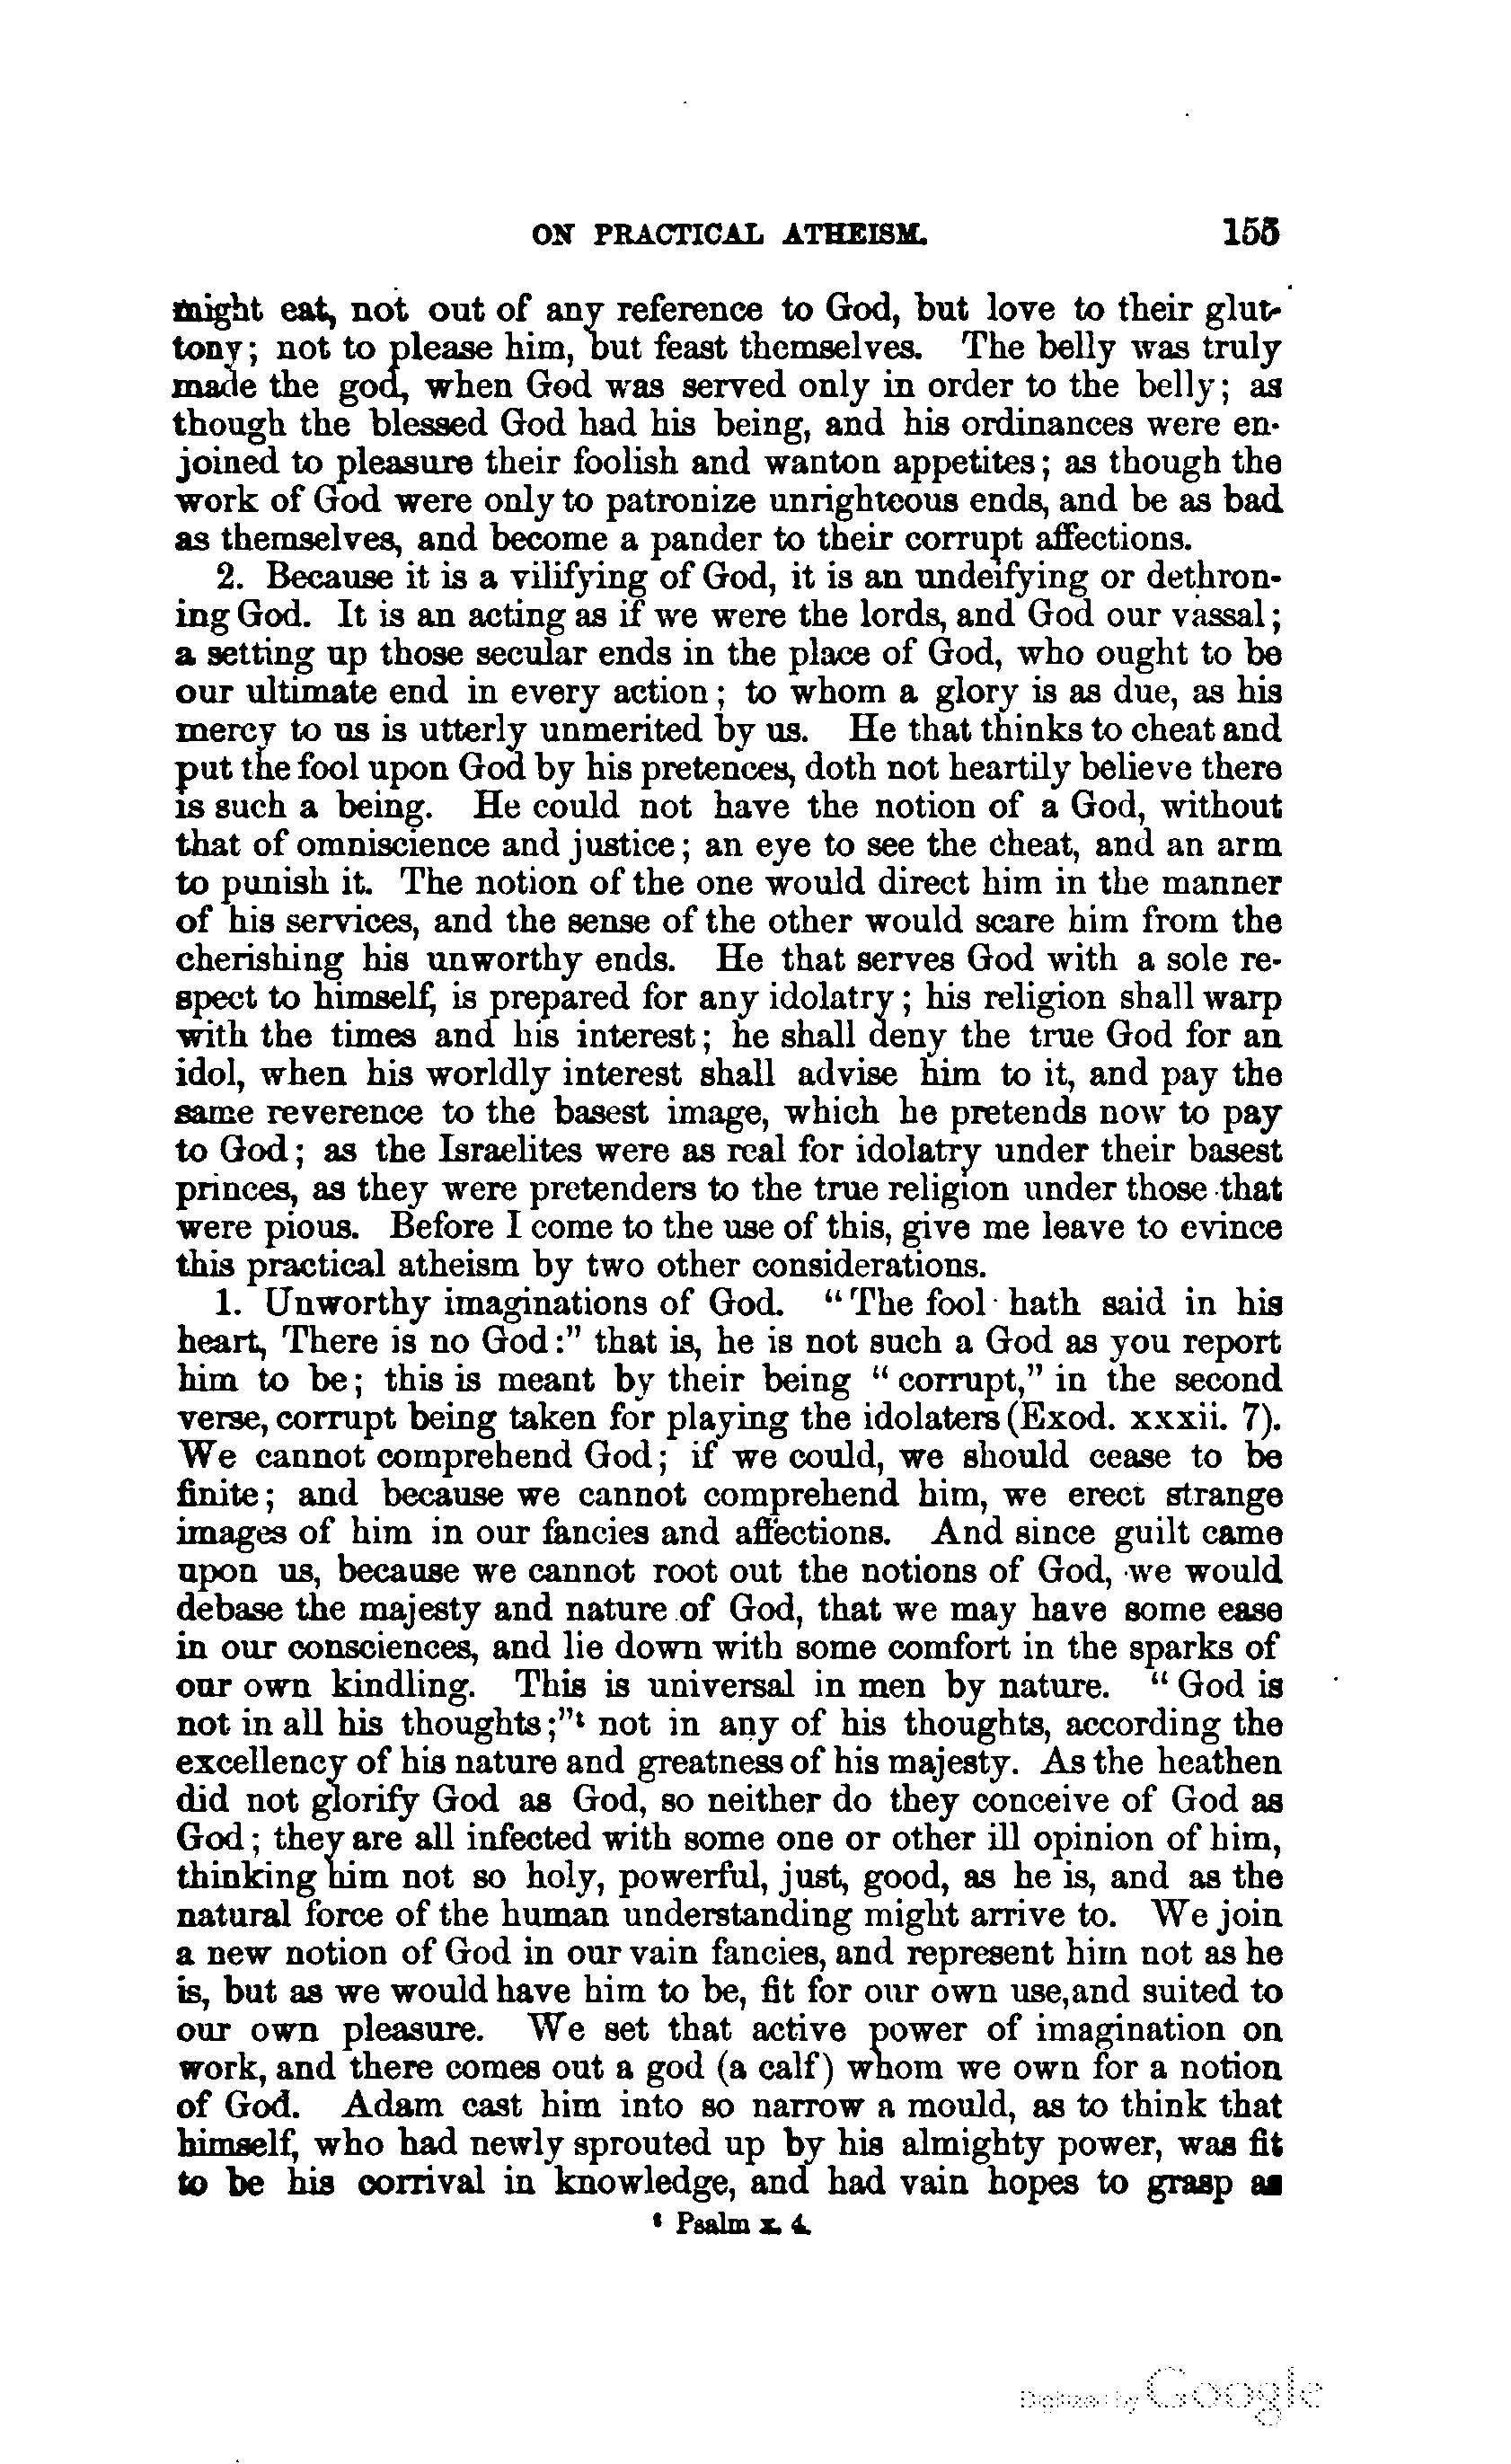 ON PRACTICAL ATHEISM. 155
might eat, not out of any reference to God, but love to their glut-
tony; not to please him, but feast themselves. The belly was truly
made the god, when God was served only in order to the belly; as
though the blessed God had his being, and his ordinances were en-
joined to pleasure their foolish and wanton appetites; as though the
work of God were only to patronize unrighteous ends, and be as bad
as themselves, and become a pander to their corrupt affections.
2. Because it is a vilifying of God, it is an undeifying or dethron-
ing God. It is an acting as if we were the lords, and God our vassal;
a setting up those secular ends in the place of God, who ought to be
our ultimate end in every action; to whom a glory is as due, as his
mercy to us is utterly unmerited by us. He that thinks to cheat and
put the fool upon God by his pretences, doth not heartily believe there
is such a being. He could not have the notion of a God, without
that of omniscience and justice; an eye to see the cheat, and an arm
to punish it. The notion of the one would direct him in the manner
of his services, and the sense of the other would scare him from the
cherishing his unworthy ends. He that serves God with a sole re-
spect to himself, is prepared for any idolatry; his religion shall warp
with the times and his interest; he shall deny the true God for an
idol, when his worldly interest shall advise him to it, and pay the
same reverence to the basest image, which he pretends now to pay
to God; as the Israelites were as real for idolatry under their basest
princes, as they were pretenders to the true religion under those that
were pious. Before I come to the use of this, give me leave to evince
this practical atheism by two other considerations.
1. Unworthy imaginations of God. "The fool hath said in his
heart, There is no God:" that is, he is not such a God as you report
him to be; this is meant by their being "corrupt," in the second
verse, corrupt being taken for playing the idolaters (Exod. xxxii. 7).
We cannot comprehend God; if we could, we should cease to be
finite; and because we cannot comprehend him, we erect strange
images of him in our fancies and affections. And since guilt came
upon us, because we cannot root out the notions of God, we would
debase the majesty and nature of God, that we may have some ease
in our consciences, and lie down with some comfort in the sparks of
our own kindling. This is universal in men by nature. "God is
not in all his thoughts;"t not in any of his thoughts, according the
excellency of his nature and greatness of his majesty. As the heathen
did not glorify God as God, so neither do they conceive of God as
God; they are all infected with some one or other ill opinion of him,
thinking him not so holy, powerful, just, good, as he is, and as the
natural force of the human understanding might arrive to. We join
a new notion of God in our vain fancies, and represent him not as he
is, but as we would have him to be, fit for our own use,and suited to
our own pleasure. We set that active power of imagination on
work, and there comes out a god (a calf) whom we own for a notion
of God. Adam cast him into so narrow a mould, as to think that
himself, who had newly sprouted up by his almighty power, was fit
to be his corrival in knowledge, and had vain hopes to grasp as
t Psalm x. 4.
Digitized by Google